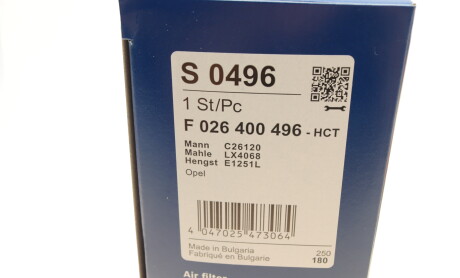 S 0496
1 St/Pc
F 026 400 496 - HCT
Mann C26120
Mahle LX4068
Hengst E1251L
Opel
4 047025 473064
Made in Bulgaria 250
Fabriqué en Bulgarie 180
Air filter